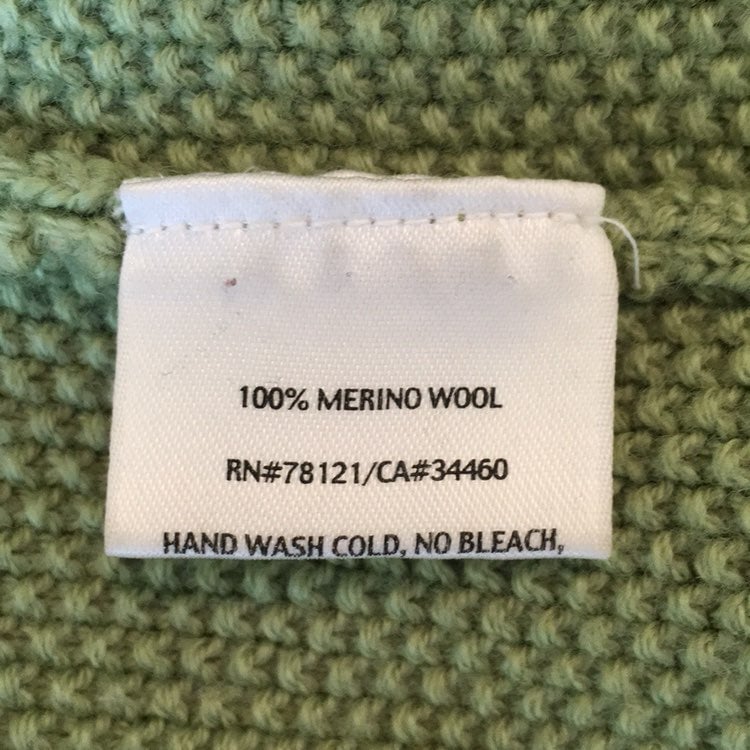 100% MERINO WOOL
RN#78121/CA#34460
HAND WASH COLD, NO BLEACH,